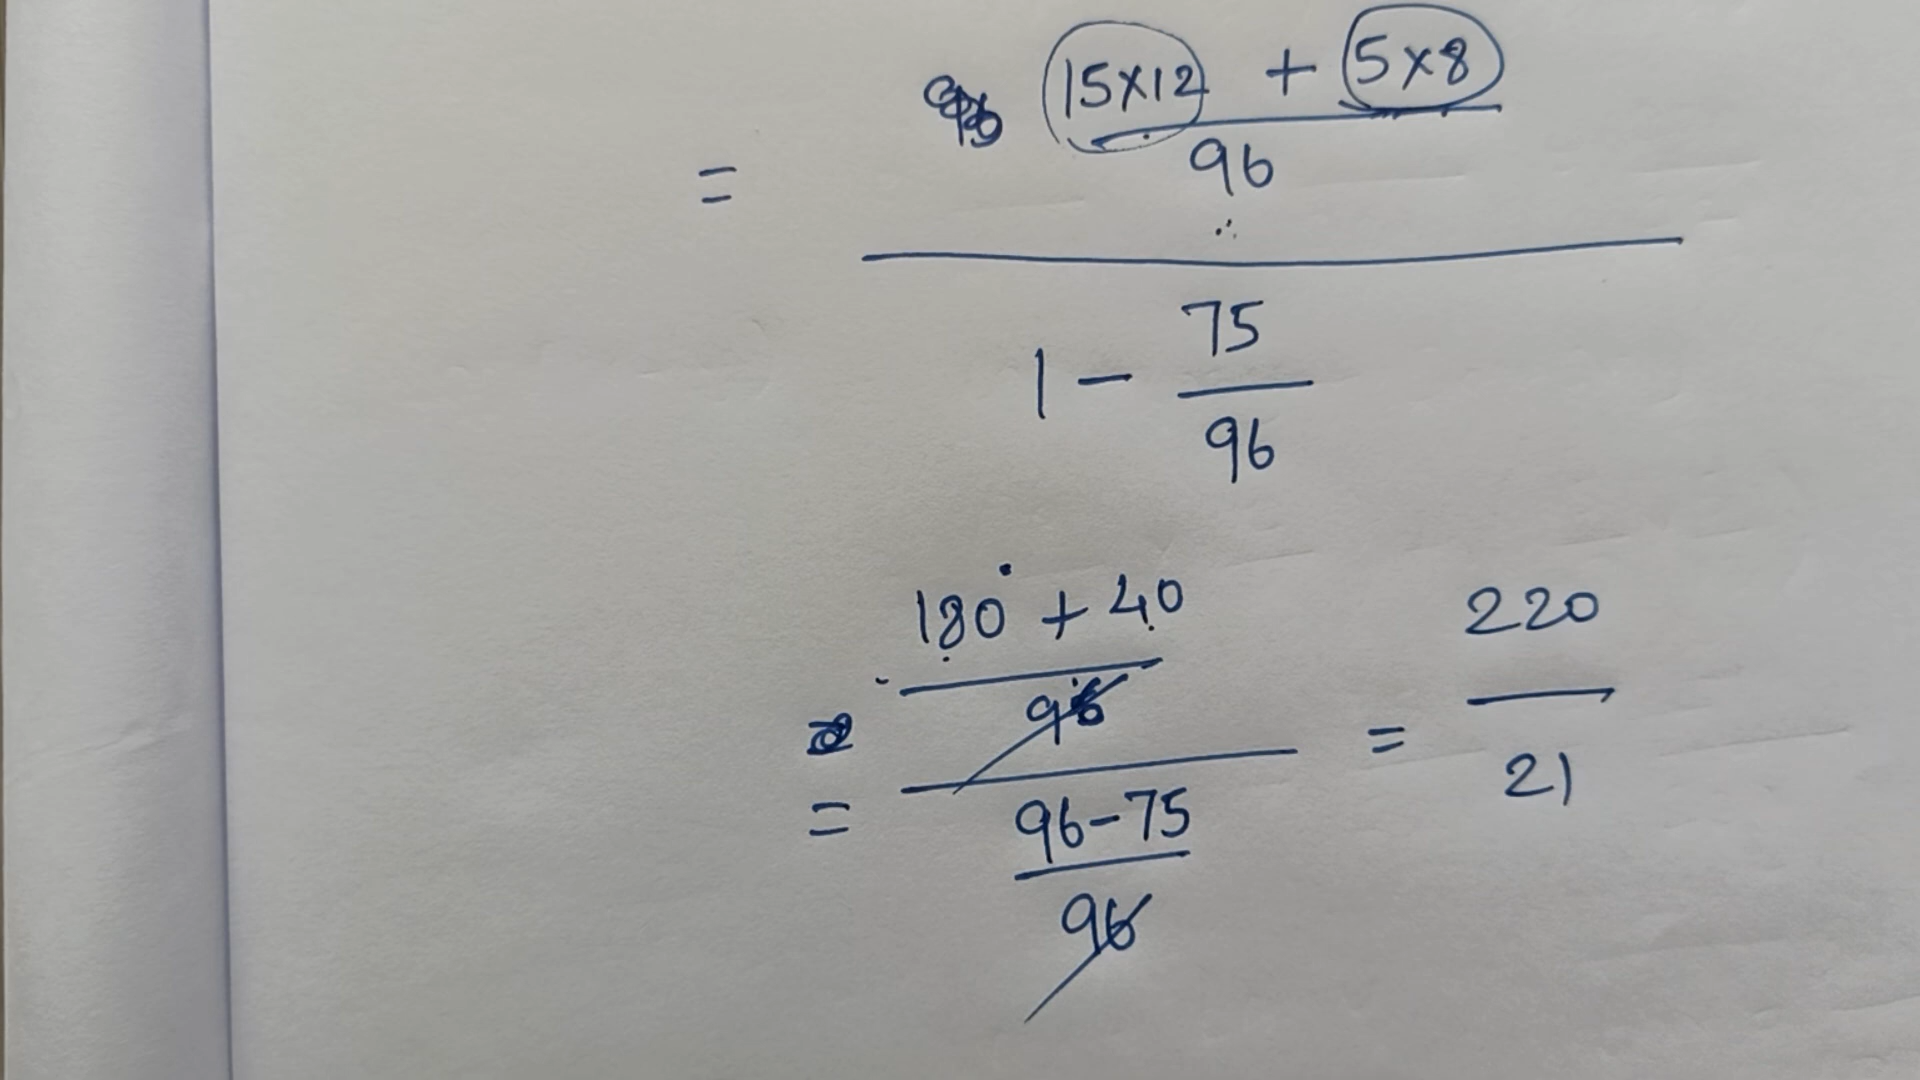 15×12 + 5×8
96
=
1 - 75
96
180 + 40
96
= 96-75
96
= 220
21